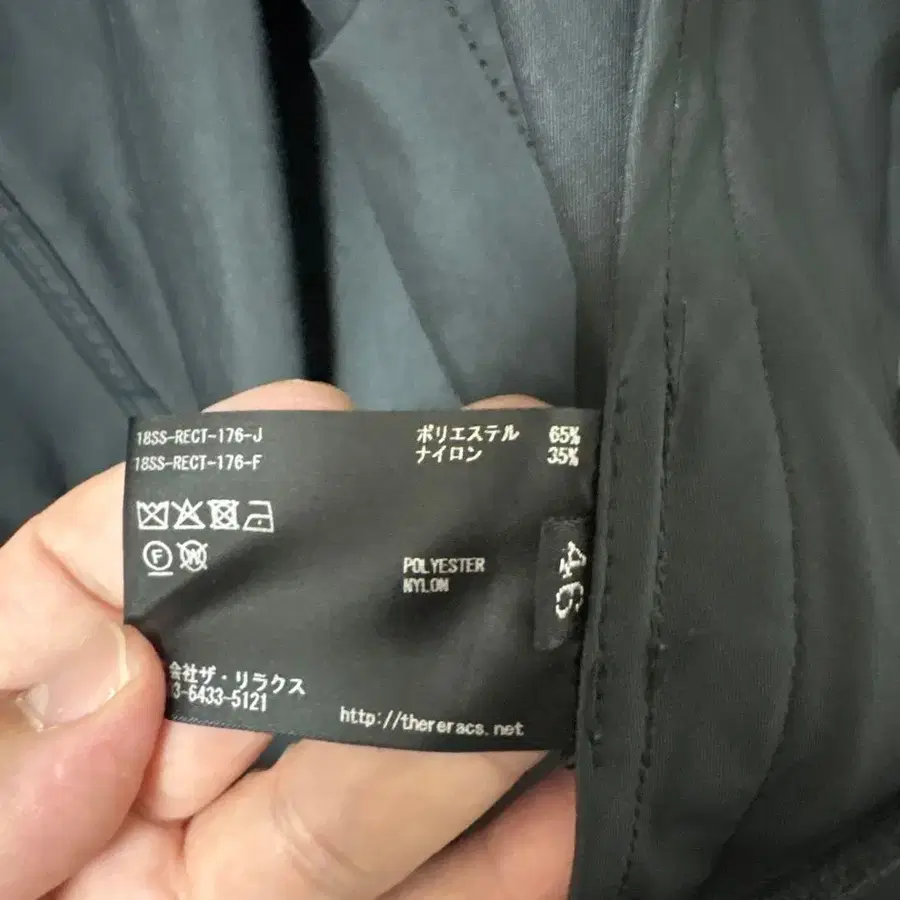 18SS-RECT-176-J
18SS-RECT-176-F
ポリエステル 65%
ナイロン 35%
F W
POLYESTER
NYLON
46
会社ザ・リラクス
3-6433-5121
http://thereracs.net